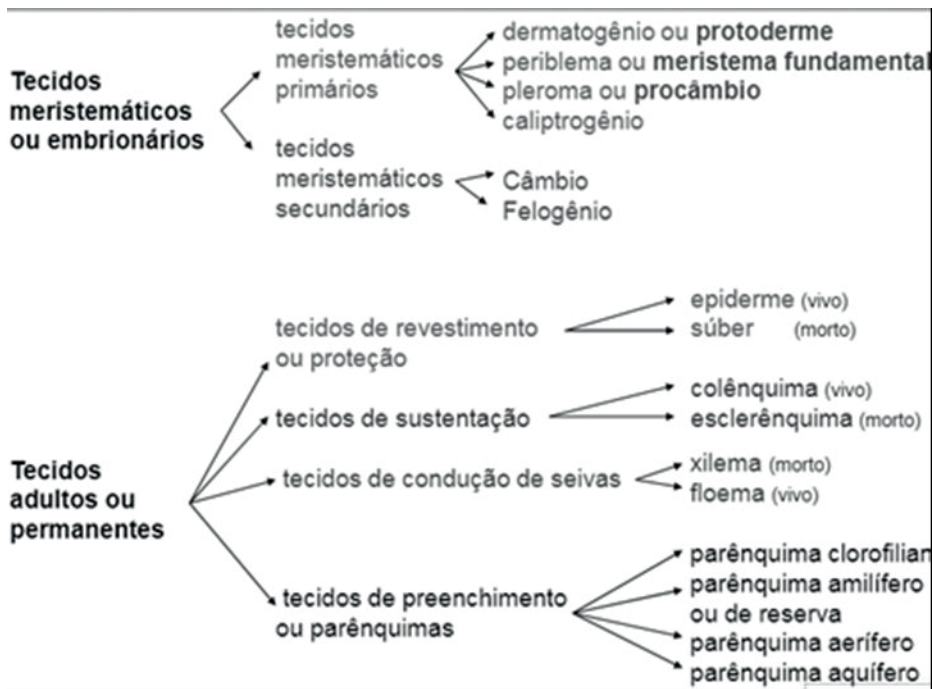 Tecidos
meristemáticos
ou embrionários
tecidos
meristemáticos
primários
dermatogênio ou protoderme
periblema ou meristema fundamental
pleroma ou procâmbio
caliptrogênio
tecidos
meristemáticos
secundários
Câmbio
Felogênio
Tecidos
adultos ou
permanentes
tecidos de revestimento
ou proteção
epiderme (vivo)
súber (morto)
tecidos de sustentação
colênquima (vivo)
esclerênquima (morto)
tecidos de condução de seivas
xilema (morto)
floema (vivo)
tecidos de preenchimento
ou parênquimas
parênquima clorofilian
parênquima amilífero
ou de reserva
parênquima aerífero
parênquima aquífero